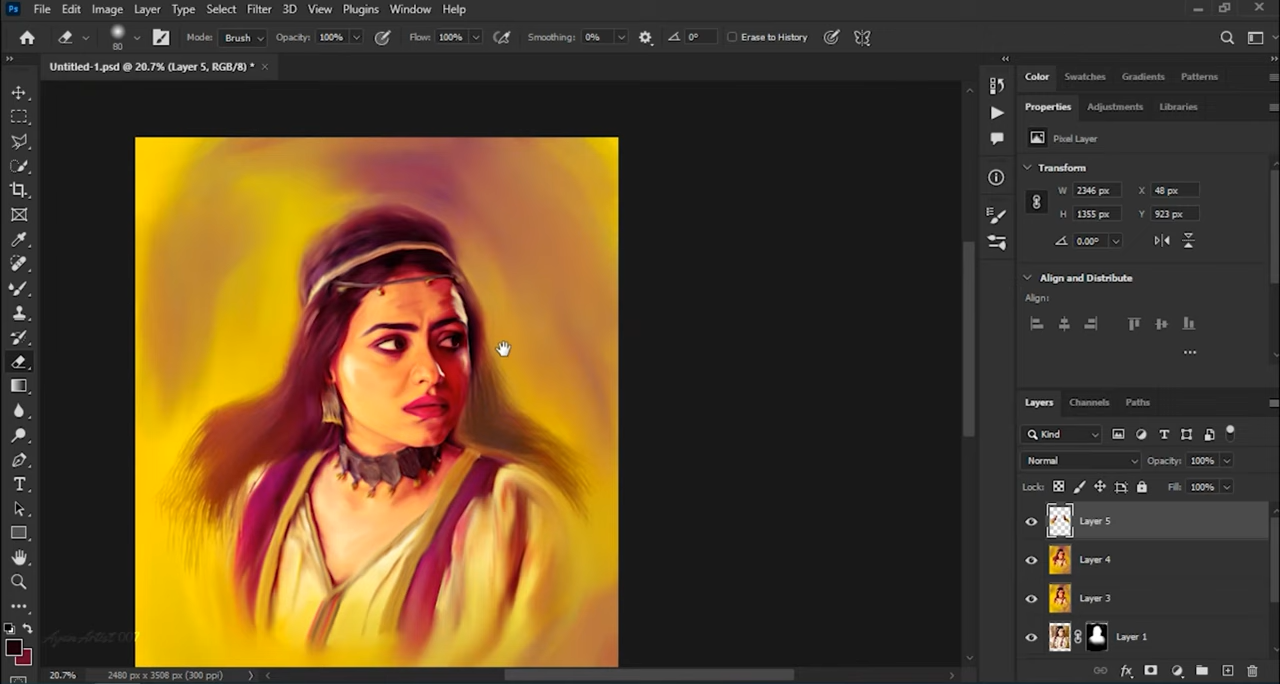 Ps File Edit Image Layer Type Select Filter 3D View Plugins Window Help
80 Mode: Brush Opacity: 100% Flow: 100% Smoothing: 0% 0° Erase to History
Untitled-1.psd @ 20.7% (Layer 5, RGB/8) *
Color Swatches Gradients Patterns
Properties Adjustments Libraries
Pixel Layer
Transform
W 2346 px X 48 px
H 1355 px Y 923 px
0.00°
Align and Distribute
Align:
Layers Channels Paths
Kind
Normal Opacity: 100%
Lock: Fill: 100%
Layer 5
Layer 4
Layer 3
Layer 1
20.7% 2480 px x 3508 px (300 ppi)